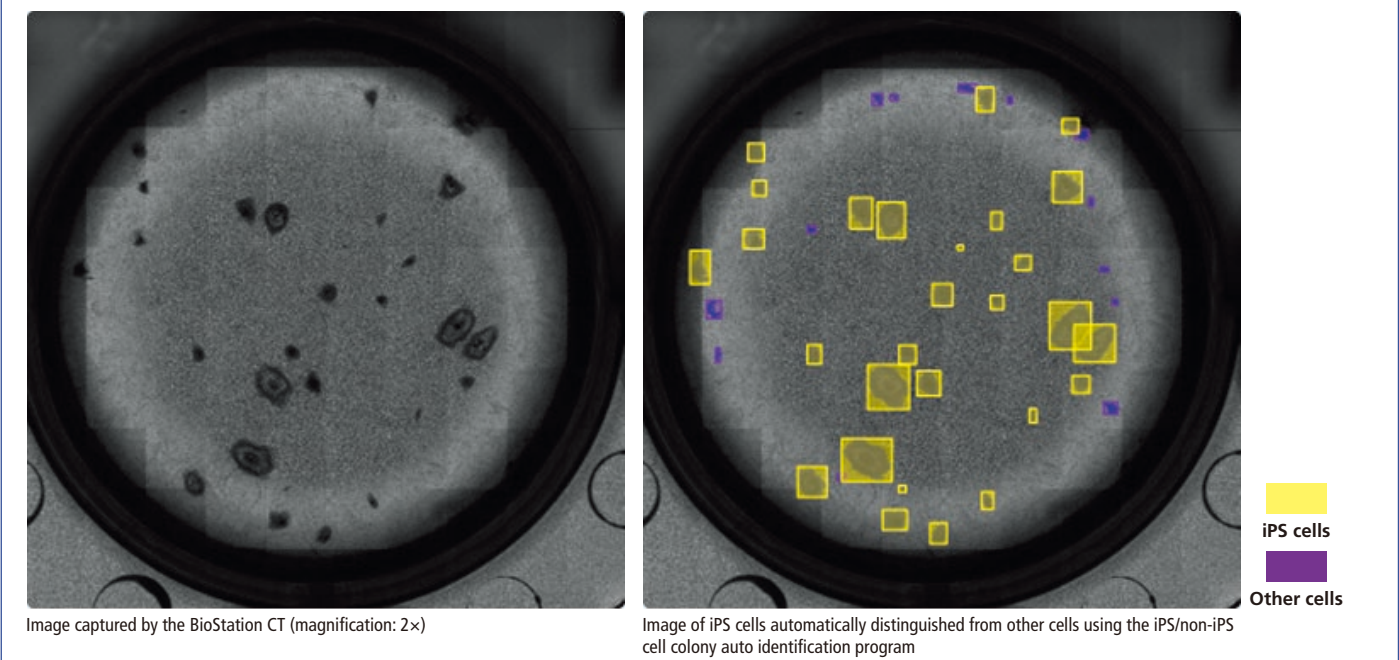 iPS cells
Other cells
Image captured by the BioStation CT (magnification: 2×)
Image of iPS cells automatically distinguished from other cells using the iPS/non-iPS
cell colony auto identification program